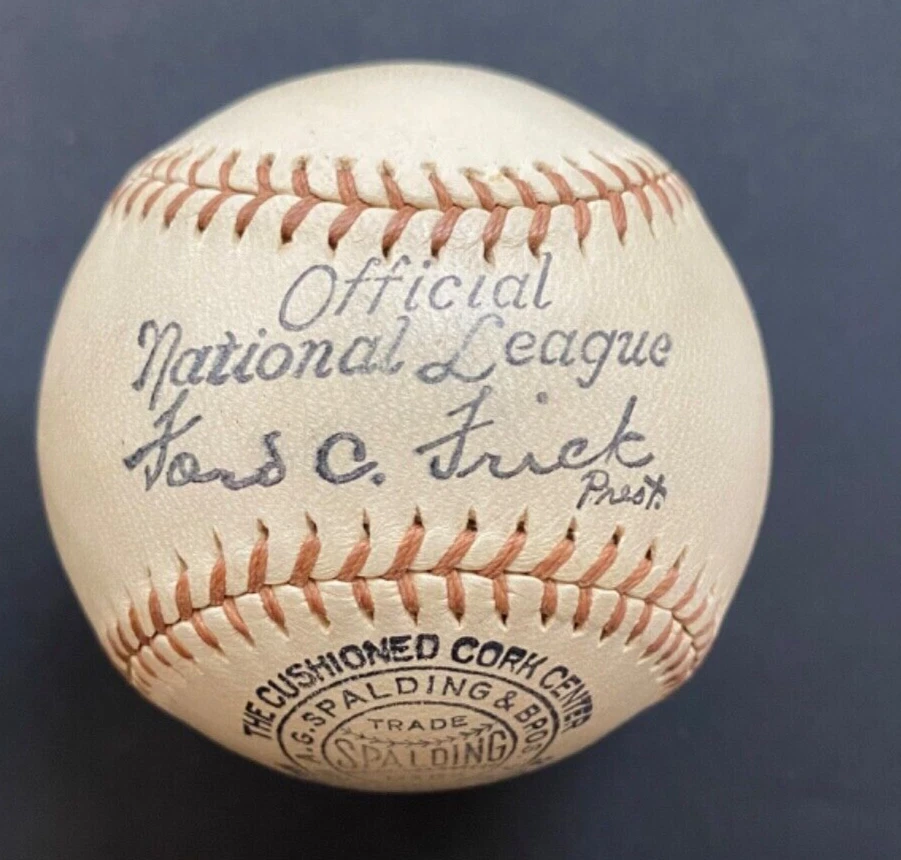 Official
National League
Ford C. Frick
Prest.
THE CUSHIONED CORK CENTER
A.G. SPALDING & BROS.
TRADE
SPALDING